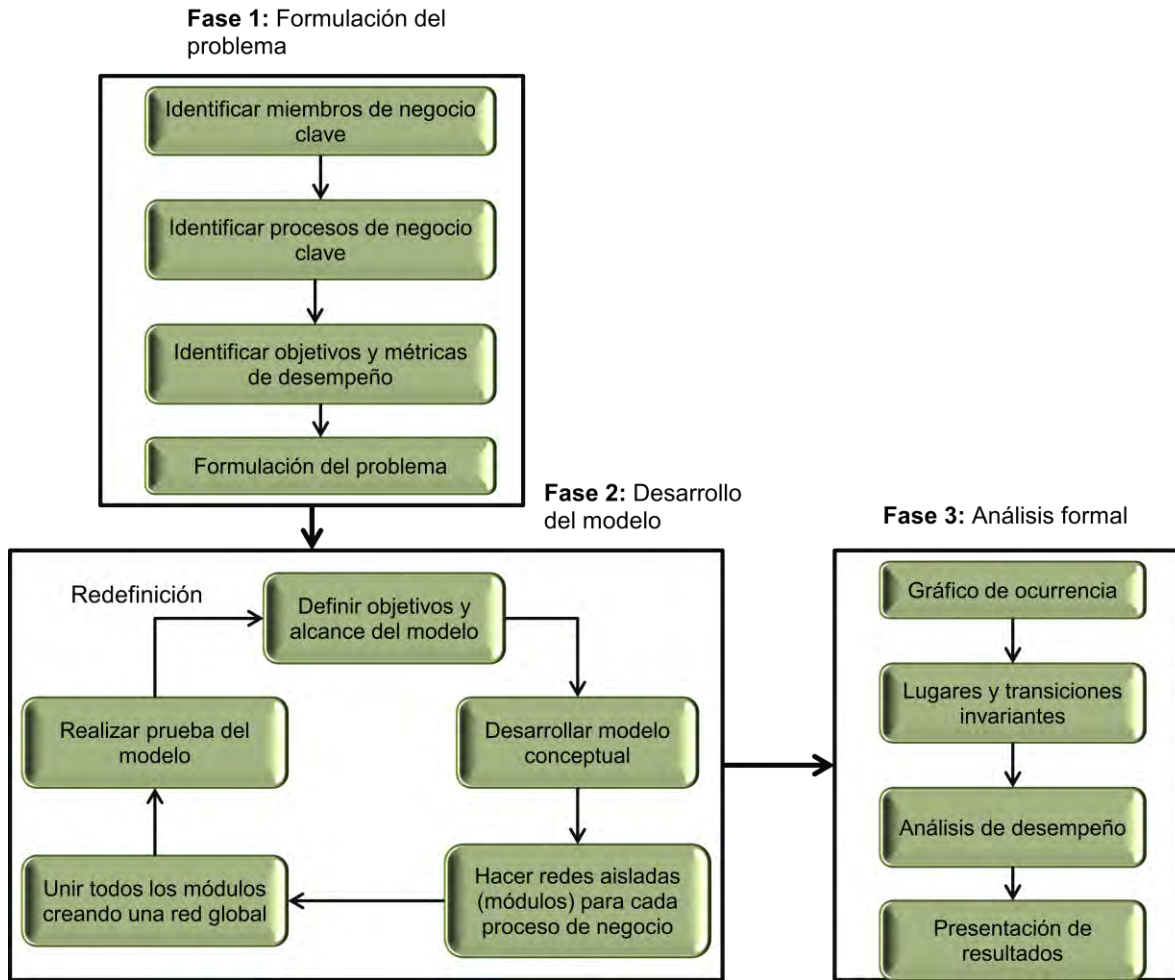 Fase 1: Formulación del
problema
Identificar miembros de negocio
clave
Identificar procesos de negocio
clave
Identificar objetivos y métricas
de desempeño
Formulación del problema
Fase 2: Desarrollo
del modelo
Redefinición
Definir objetivos y
alcance del modelo
Desarrollar modelo
conceptual
Hacer redes aisladas
(módulos) para cada
proceso de negocio
Unir todos los módulos
creando una red global
Realizar prueba del
modelo
Fase 3: Análisis formal
Gráfico de ocurrencia
Lugares y transiciones
invariantes
Análisis de desempeño
Presentación de
resultados